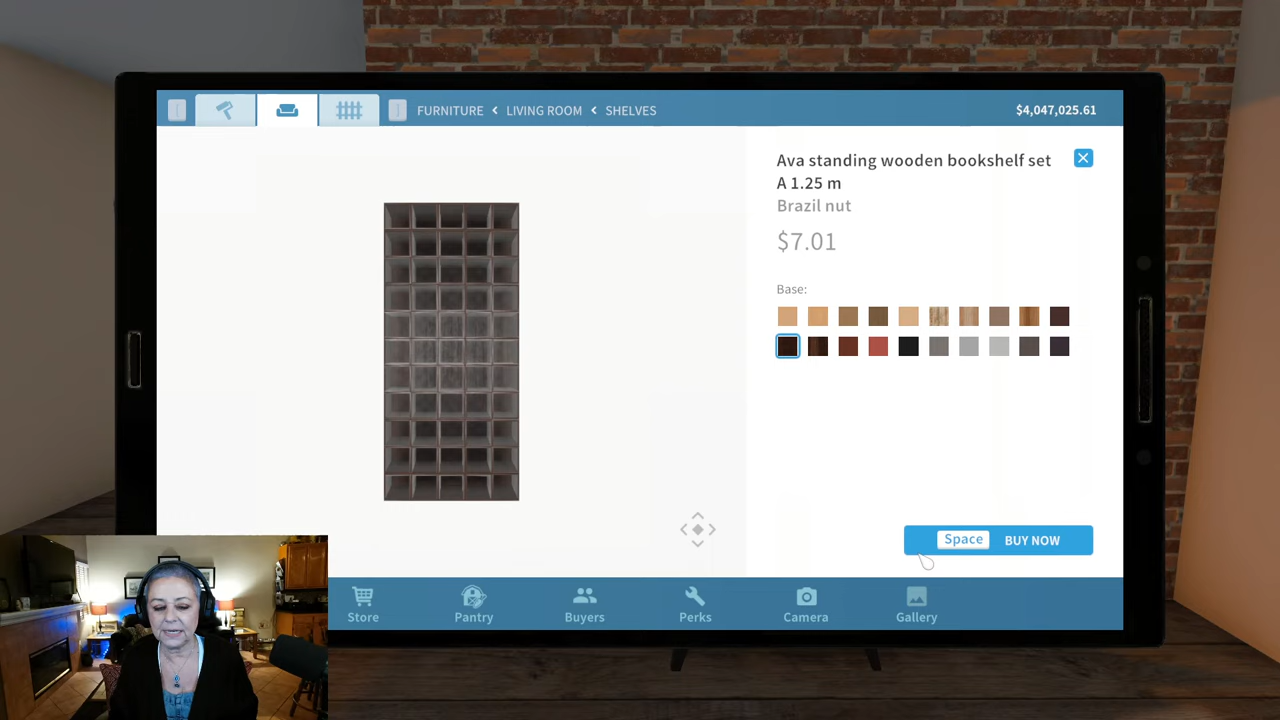 FURNITURE < LIVING ROOM < SHELVES
$4,047,025.61
Ava standing wooden bookshelf set
A 1.25 m
Brazil nut
$7.01
Base:
Space BUY NOW
Store Pantry Buyers Perks Camera Gallery